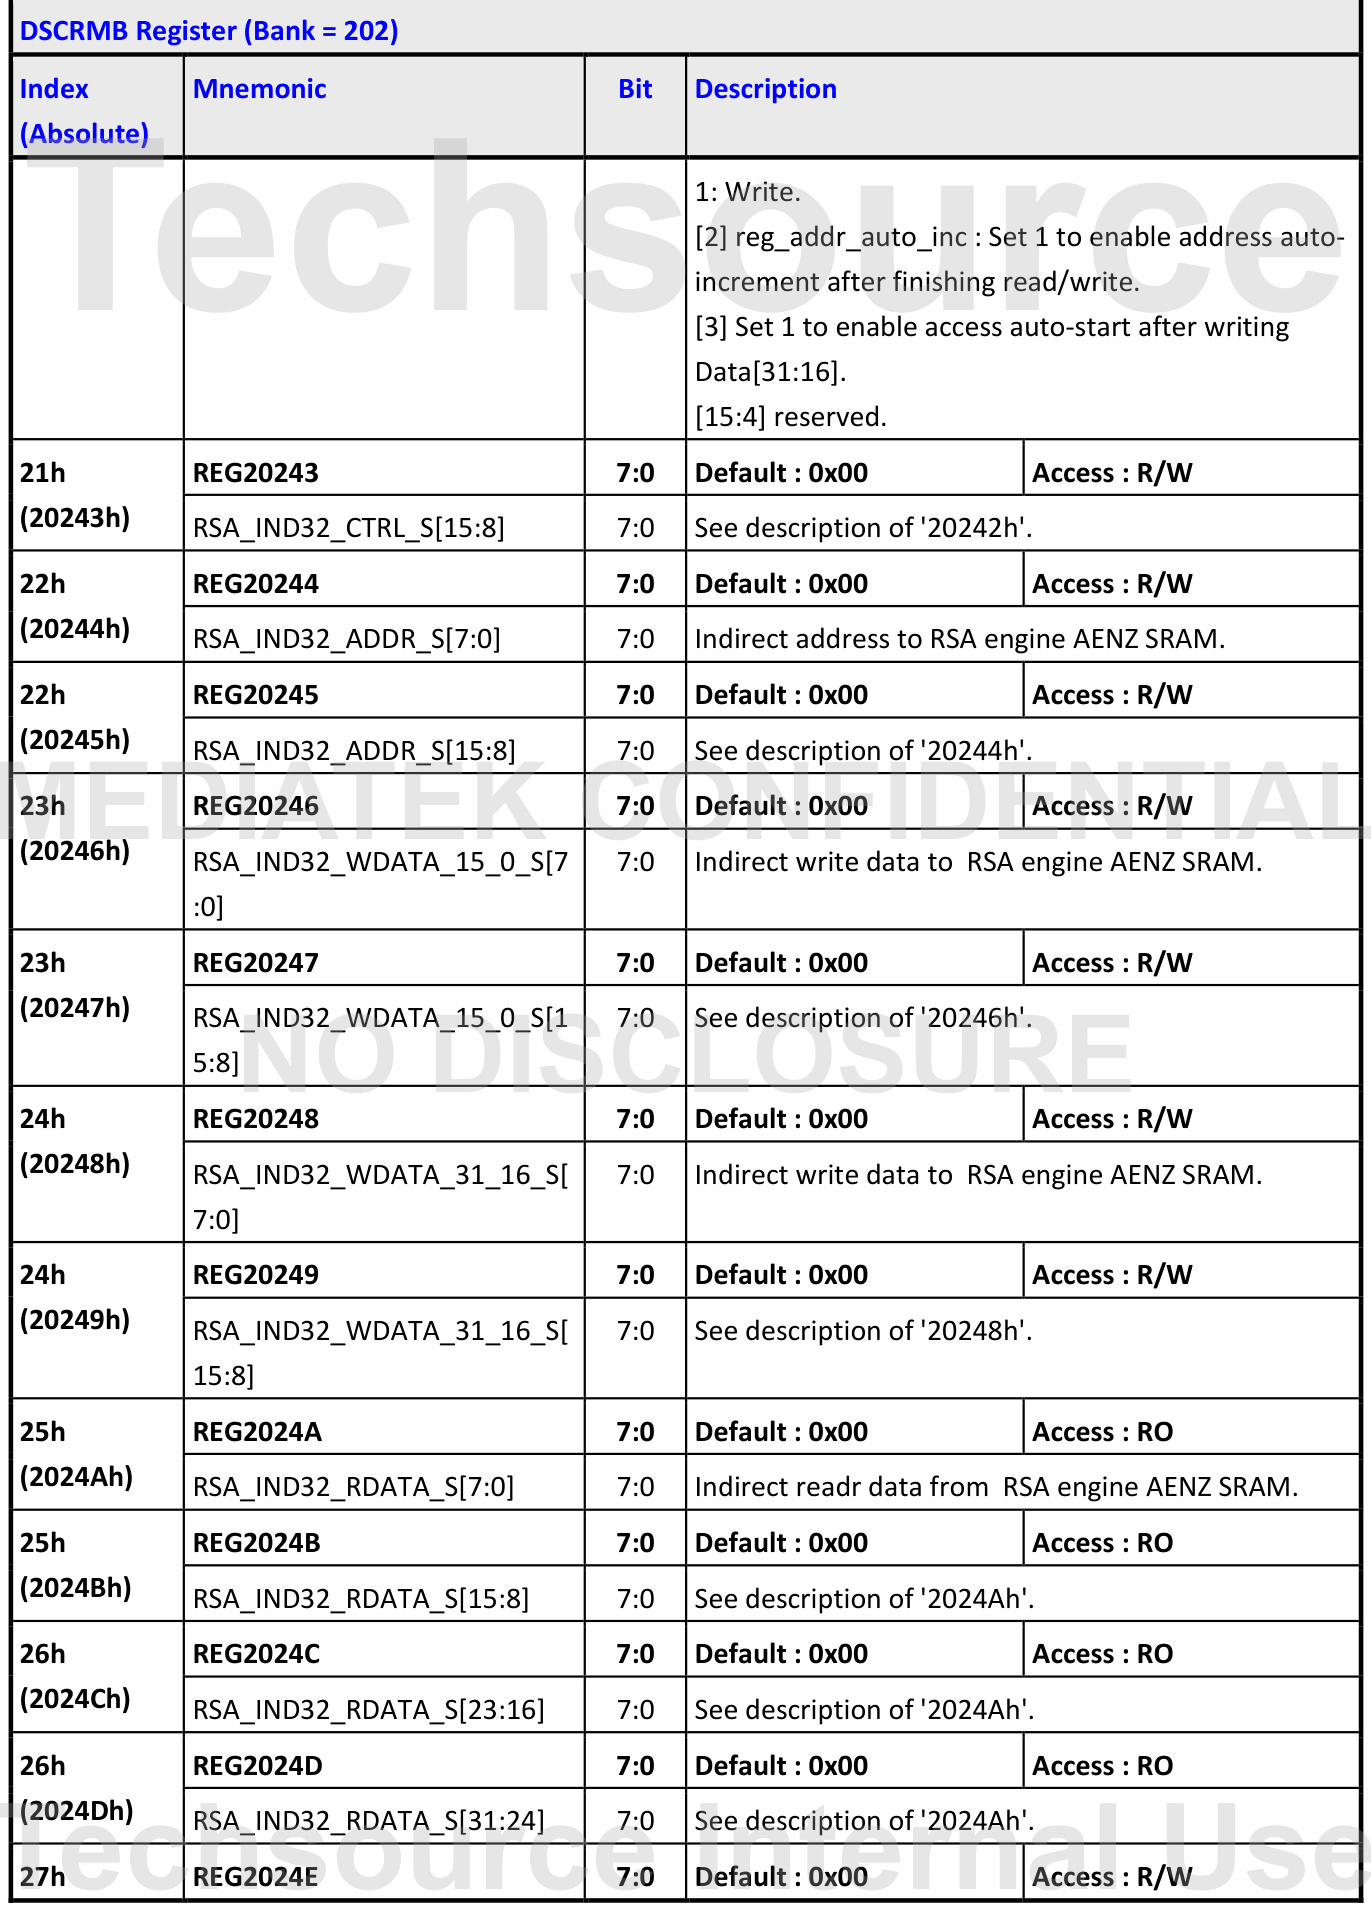 DSCRMB Register (Bank = 202)
Index
(Absolute)
Mnemonic
Bit
Description
1: Write.
[2] reg_addr_auto_inc : Set 1 to enable address auto-
increment after finishing read/write.
[3] Set 1 to enable access auto-start after writing
Data[31:16].
[15:4] reserved.
Techsource
21h
(20243h)
REG20243
7:0
Default : 0x00
Access : R/W
RSA_IND32_CTRL_S[15:8]
7:0
See description of '20242h'.
22h
(20244h)
REG20244
7:0
Default : 0x00
Access : R/W
RSA_IND32_ADDR_S[7:0]
7:0
Indirect address to RSA engine AENZ SRAM.
22h
(20245h)
REG20245
7:0
Default : 0x00
Access : R/W
RSA_IND32_ADDR_S[15:8]
7:0
See description of '20244h'.
MEDIATEK CONFIDENTIAL
23h
(20246h)
REG20246
7:0
Default : 0x00
Access : R/W
RSA_IND32_WDATA_15_0_S[7
:0]
7:0
Indirect write data to  RSA engine AENZ SRAM.
23h
(20247h)
REG20247
7:0
Default : 0x00
Access : R/W
RSA_IND32_WDATA_15_0_S[1
5:8]
7:0
See description of '20246h'.
NO DISCLOSURE
24h
(20248h)
REG20248
7:0
Default : 0x00
Access : R/W
RSA_IND32_WDATA_31_16_S[
7:0]
7:0
Indirect write data to  RSA engine AENZ SRAM.
24h
(20249h)
REG20249
7:0
Default : 0x00
Access : R/W
RSA_IND32_WDATA_31_16_S[
15:8]
7:0
See description of '20248h'.
25h
(2024Ah)
REG2024A
7:0
Default : 0x00
Access : RO
RSA_IND32_RDATA_S[7:0]
7:0
Indirect readr data from  RSA engine AENZ SRAM.
25h
(2024Bh)
REG2024B
7:0
Default : 0x00
Access : RO
RSA_IND32_RDATA_S[15:8]
7:0
See description of '2024Ah'.
26h
(2024Ch)
REG2024C
7:0
Default : 0x00
Access : RO
RSA_IND32_RDATA_S[23:16]
7:0
See description of '2024Ah'.
26h
(2024Dh)
REG2024D
7:0
Default : 0x00
Access : RO
RSA_IND32_RDATA_S[31:24]
7:0
See description of '2024Ah'.
Techsource Internal Use
27h
REG2024E
7:0
Default : 0x00
Access : R/W